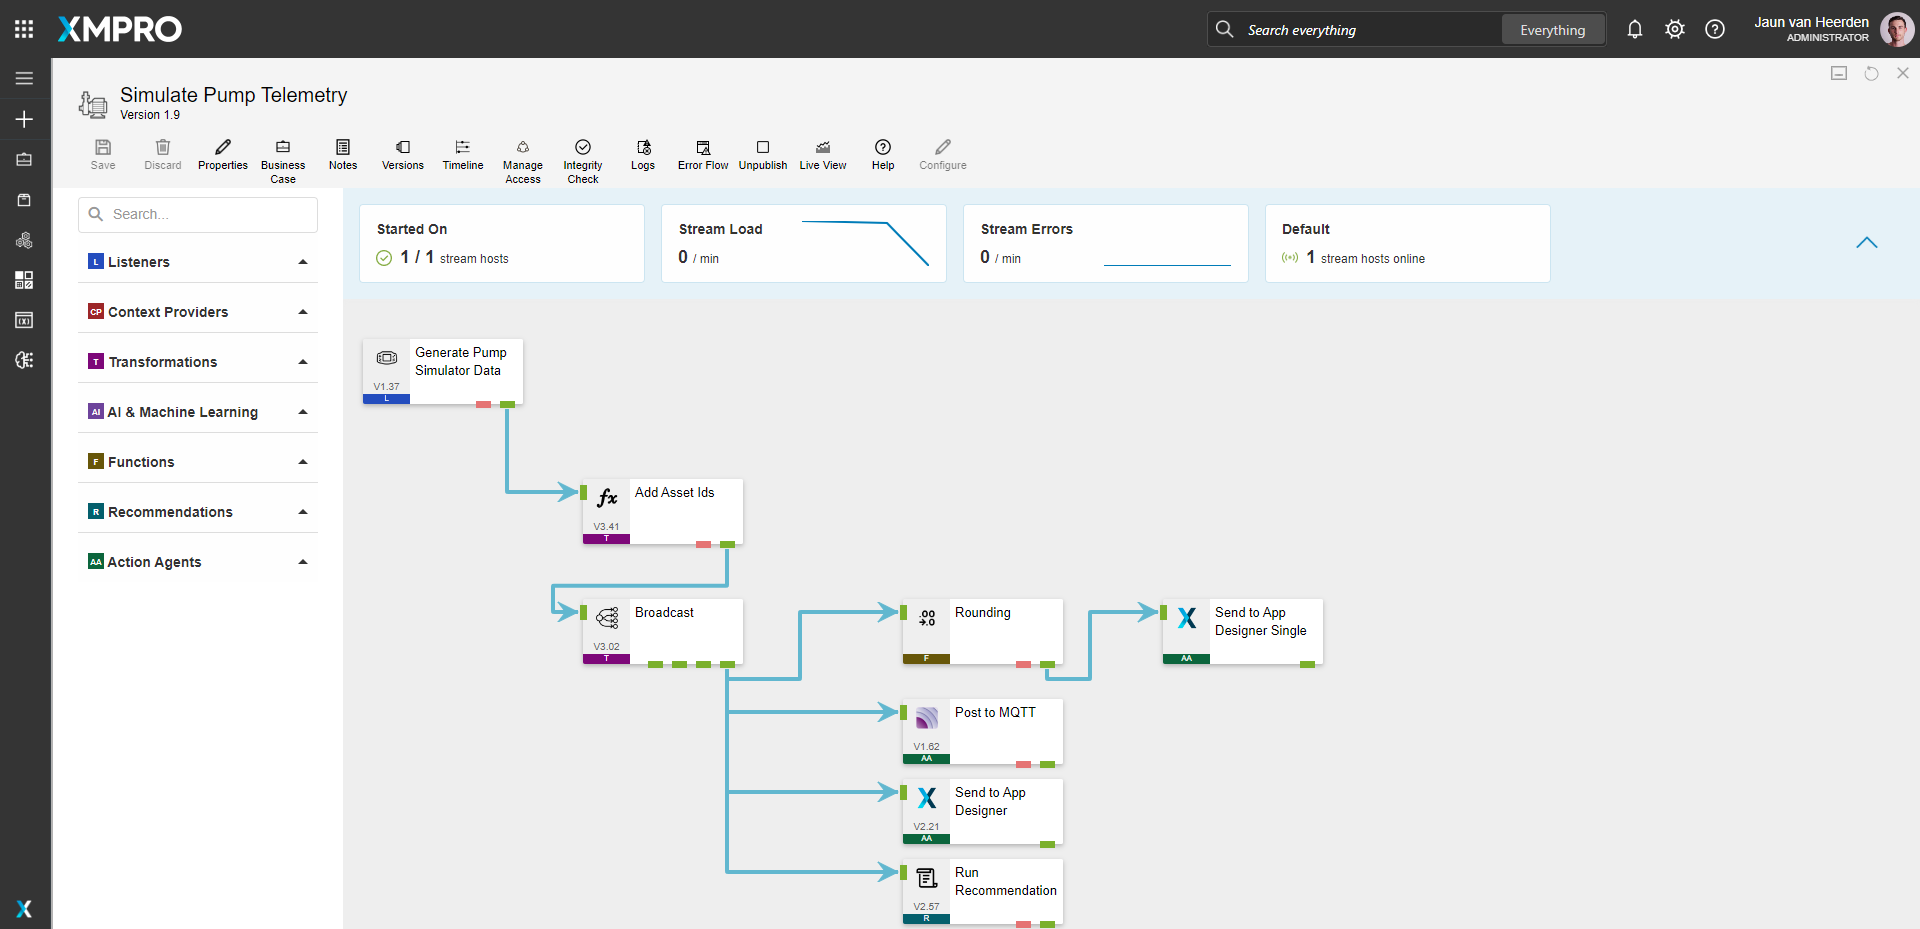 XMPRO
Search everything
Everything
Jaun van Heerden
ADMINISTRATOR
Simulate Pump Telemetry
Version 1.9
Save
Discard
Properties
Business
Case
Notes
Versions
Timeline
Manage
Access
Integrity
Check
Logs
Error Flow
Unpublish
Live View
Help
Configure
Search...
L Listeners
CP Context Providers
T Transformations
AI AI & Machine Learning
F Functions
R Recommendations
AA Action Agents
Started On
1 / 1 stream hosts
Stream Load
0 / min
Stream Errors
0 / min
Default
1 stream hosts online
Generate Pump
Simulator Data
V1.37
L
fx
Add Asset Ids
V3.41
T
Broadcast
V3.02
T
.00
→.0
Rounding
F
Send to App
Designer Single
AA
Post to MQTT
V1.62
AA
Send to App
Designer
V2.21
AA
Run
Recommendation
V2.57
R